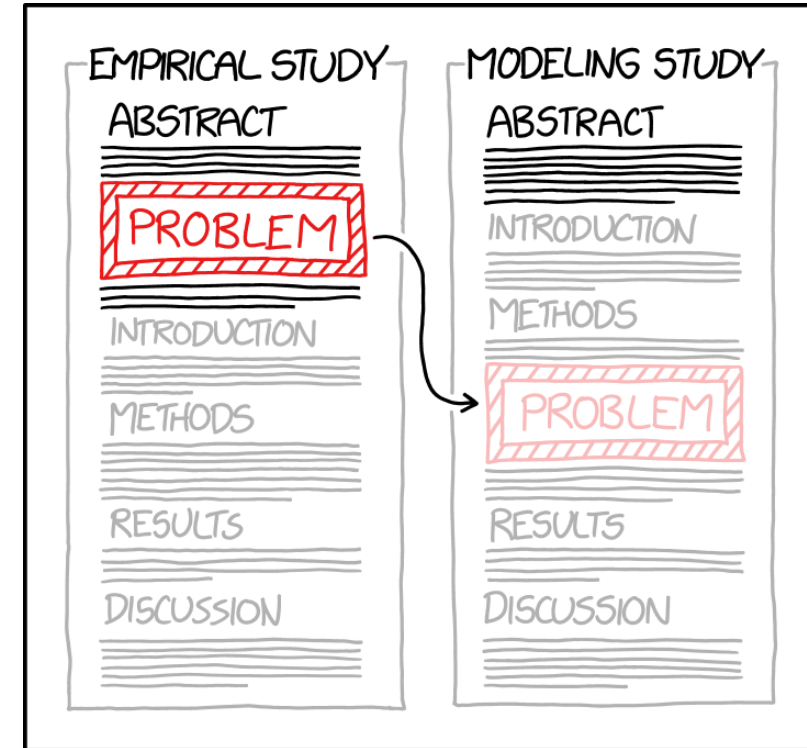 EMPIRICAL STUDY
ABSTRACT
PROBLEM
INTRODUCTION
METHODS
RESULTS
DISCUSSION
MODELING STUDY
ABSTRACT
INTRODUCTION
METHODS
PROBLEM
RESULTS
DISCUSSION